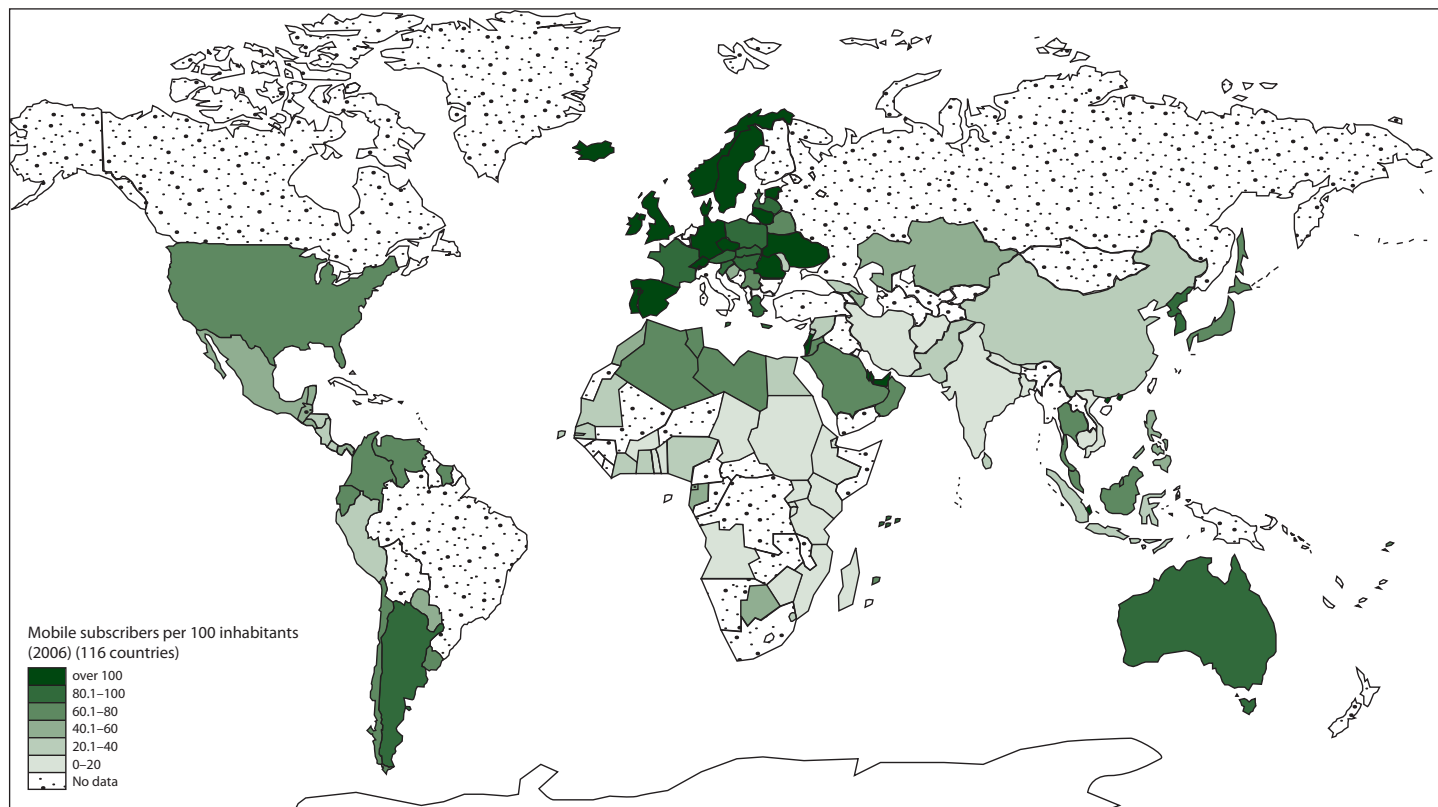 Mobile subscribers per 100 inhabitants
(2006) (116 countries)
over 100
80.1–100
60.1–80
40.1–60
20.1–40
0–20
No data